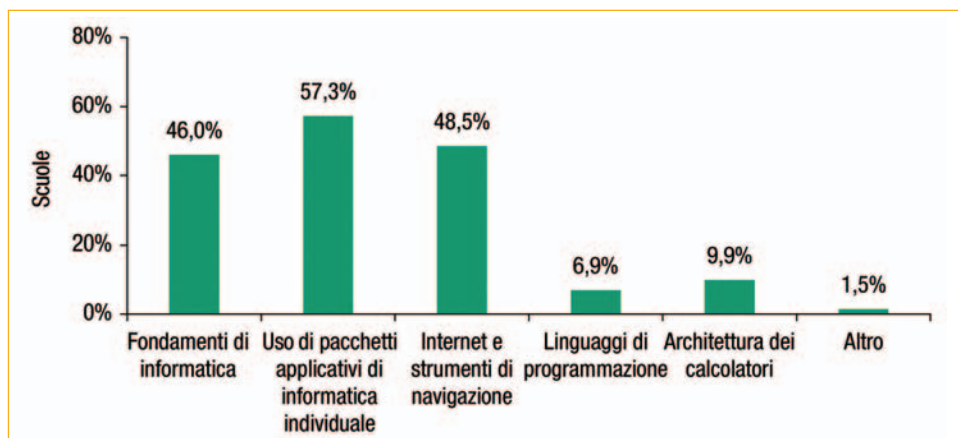 80%
57,3%
60%
46,0%
48,5%
40%
20%
9,9%
6,9%
1,5%
0%
Scuole
Fondamenti di
informatica
Uso di pacchetti
applicativi di
informatica
individuale
Internet e
strumenti di
navigazione
Linguaggi di
programmazione
Architettura dei
calcolatori
Altro